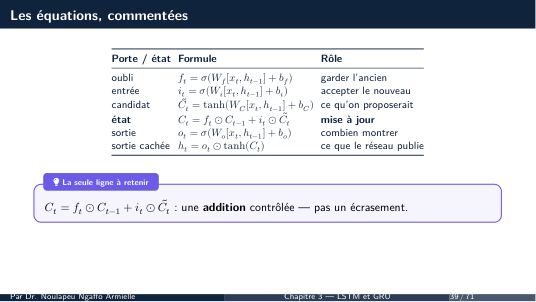 Les équations, commentées
Porte / état Formule Rôle
oubli f_t = σ(W_f[x_t, h_{t−1}] + b_f) garder l'ancien
entrée i_t = σ(W_i[x_t, h_{t−1}] + b_i) accepter le nouveau
candidat C̃_t = tanh(W_C[x_t, h_{t−1}] + b_C) ce qu'on proposerait
état C_t = f_t ⊙ C_{t−1} + i_t ⊙ C̃_t mise à jour
sortie o_t = σ(W_o[x_t, h_{t−1}] + b_o) combien montrer
sortie cachée h_t = o_t ⊙ tanh(C_t) ce que le réseau publie
La seule ligne à retenir
C_t = f_t ⊙ C_{t−1} + i_t ⊙ C̃_t : une addition contrôlée — pas un écrasement.
Par Dr. Noulapeu Ngaffo Armielle Chapitre 3 — LSTM et GRU 39 / 71